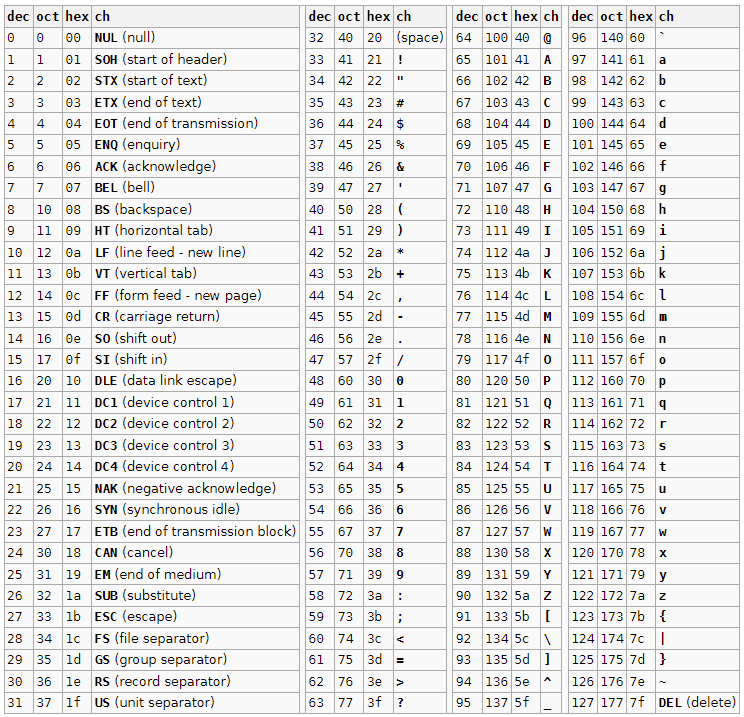 dec oct hex ch dec oct hex ch dec oct hex ch dec oct hex ch
0 0 00 NUL (null) 32 40 20 (space) 64 100 40 @ 96 140 60 `
1 1 01 SOH (start of header) 33 41 21 ! 65 101 41 A 97 141 61 a
2 2 02 STX (start of text) 34 42 22 " 66 102 42 B 98 142 62 b
3 3 03 ETX (end of text) 35 43 23 # 67 103 43 C 99 143 63 c
4 4 04 EOT (end of transmission) 36 44 24 $ 68 104 44 D 100 144 64 d
5 5 05 ENQ (enquiry) 37 45 25 % 69 105 45 E 101 145 65 e
6 6 06 ACK (acknowledge) 38 46 26 & 70 106 46 F 102 146 66 f
7 7 07 BEL (bell) 39 47 27 ' 71 107 47 G 103 147 67 g
8 10 08 BS (backspace) 40 50 28 ( 72 110 48 H 104 150 68 h
9 11 09 HT (horizontal tab) 41 51 29 ) 73 111 49 I 105 151 69 i
10 12 0a LF (line feed - new line) 42 52 2a * 74 112 4a J 106 152 6a j
11 13 0b VT (vertical tab) 43 53 2b + 75 113 4b K 107 153 6b k
12 14 0c FF (form feed - new page) 44 54 2c , 76 114 4c L 108 154 6c l
13 15 0d CR (carriage return) 45 55 2d - 77 115 4d M 109 155 6d m
14 16 0e SO (shift out) 46 56 2e . 78 116 4e N 110 156 6e n
15 17 0f SI (shift in) 47 57 2f / 79 117 4f O 111 157 6f o
16 20 10 DLE (data link escape) 48 60 30 0 80 120 50 P 112 160 70 p
17 21 11 DC1 (device control 1) 49 61 31 1 81 121 51 Q 113 161 71 q
18 22 12 DC2 (device control 2) 50 62 32 2 82 122 52 R 114 162 72 r
19 23 13 DC3 (device control 3) 51 63 33 3 83 123 53 S 115 163 73 s
20 24 14 DC4 (device control 4) 52 64 34 4 84 124 54 T 116 164 74 t
21 25 15 NAK (negative acknowledge) 53 65 35 5 85 125 55 U 117 165 75 u
22 26 16 SYN (synchronous idle) 54 66 36 6 86 126 56 V 118 166 76 v
23 27 17 ETB (end of transmission block) 55 67 37 7 87 127 57 W 119 167 77 w
24 30 18 CAN (cancel) 56 70 38 8 88 130 58 X 120 170 78 x
25 31 19 EM (end of medium) 57 71 39 9 89 131 59 Y 121 171 79 y
26 32 1a SUB (substitute) 58 72 3a : 90 132 5a Z 122 172 7a z
27 33 1b ESC (escape) 59 73 3b ; 91 133 5b [ 123 173 7b {
28 34 1c FS (file separator) 60 74 3c < 92 134 5c \ 124 174 7c |
29 35 1d GS (group separator) 61 75 3d = 93 135 5d ] 125 175 7d }
30 36 1e RS (record separator) 62 76 3e > 94 136 5e ^ 126 176 7e ~
31 37 1f US (unit separator) 63 77 3f ? 95 137 5f _ 127 177 7f DEL (delete)